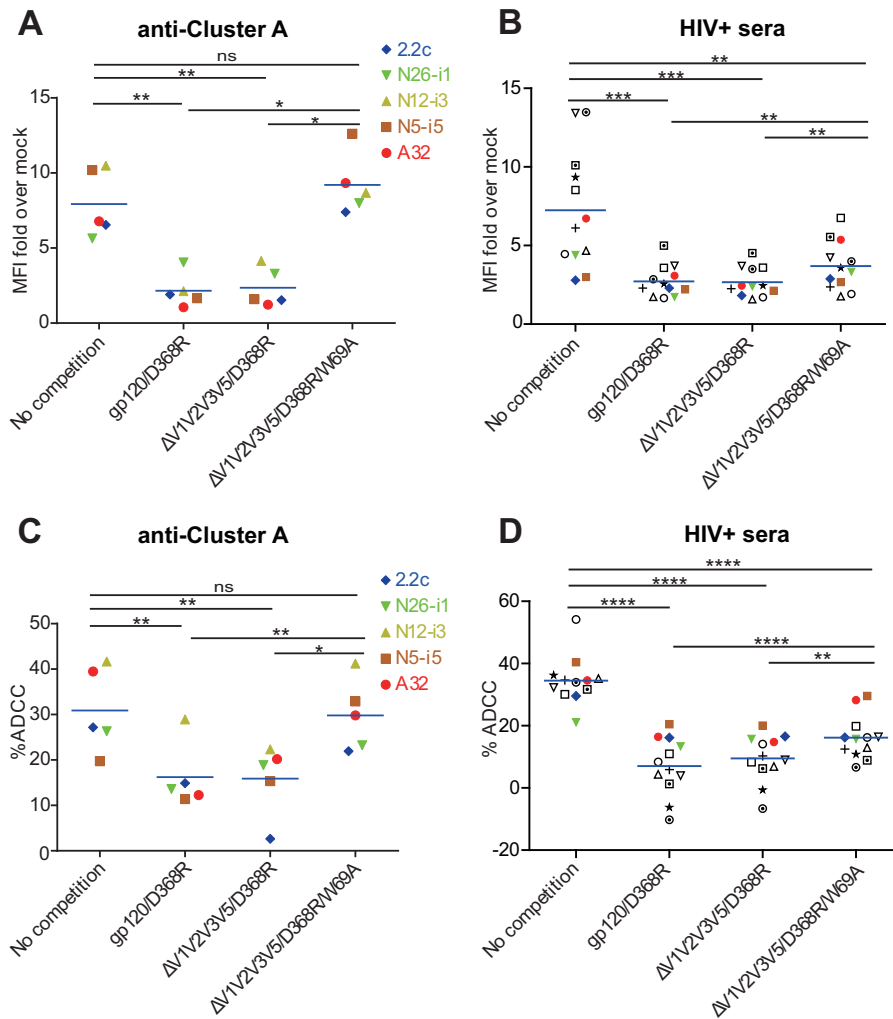 A
anti-Cluster A
ns
**
**
*
*
2.2c
N26-i1
N12-i3
N5-i5
A32
MFI fold over mock
15
10
5
0
No competition
gp120/D368R
ΔV1V2V3V5/D368R
ΔV1V2V3V5/D368R/W69A
B
HIV+ sera
**
***
***
**
**
MFI fold over mock
15
10
5
0
No competition
gp120/D368R
ΔV1V2V3V5/D368R
ΔV1V2V3V5/D368R/W69A
C
anti-Cluster A
ns
**
**
**
*
2.2c
N26-i1
N12-i3
N5-i5
A32
%ADCC
50
40
30
20
10
0
No competition
gp120/D368R
ΔV1V2V3V5/D368R
ΔV1V2V3V5/D368R/W69A
D
HIV+ sera
****
****
****
****
**
% ADCC
60
40
20
0
-20
No competition
gp120/D368R
ΔV1V2V3V5/D368R
ΔV1V2V3V5/D368R/W69A